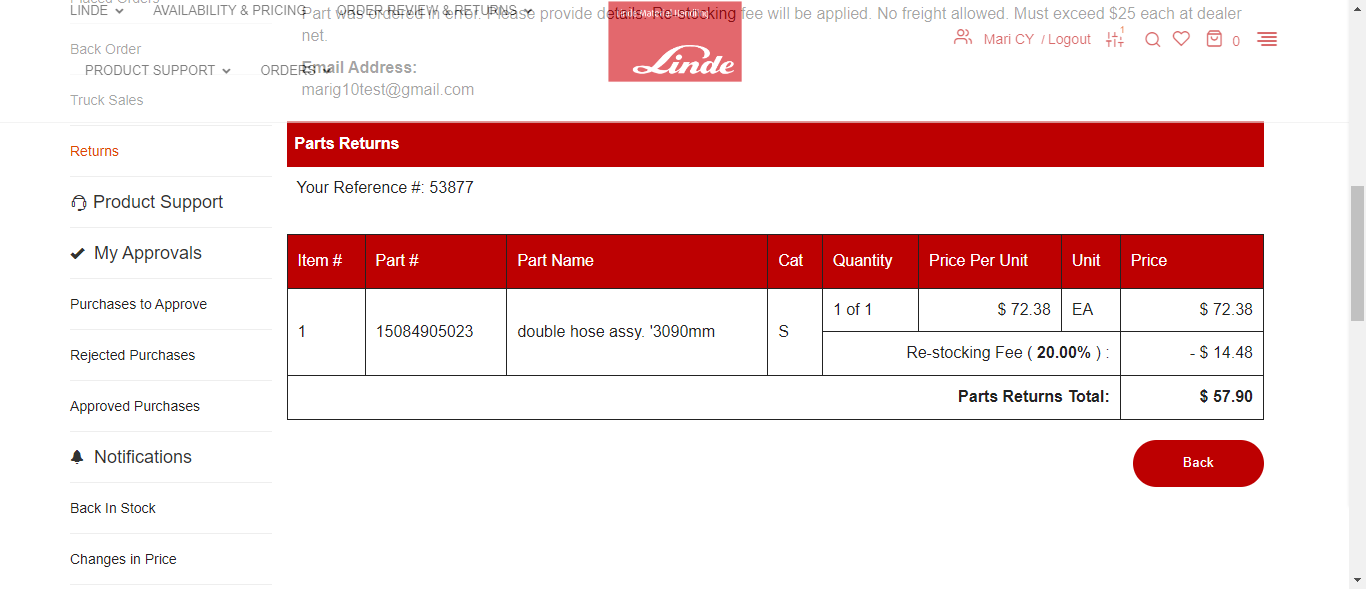 Placed Orders
LINDE
AVAILABILITY & PRICING
ORDER REVIEW & RETURNS
Part was ordered in error. Please provide details. Re-stocking fee will be applied. No freight allowed. Must exceed $25 each at dealer
net.
Linde Material Handling
Linde
Mari CY / Logout
1
0
Back Order
PRODUCT SUPPORT
ORDERS
Email Address:
marig10test@gmail.com
Truck Sales
Returns
Product Support
My Approvals
Purchases to Approve
Rejected Purchases
Approved Purchases
Notifications
Back In Stock
Changes in Price
Parts Returns
Your Reference #: 53877
Item # Part # Part Name Cat Quantity Price Per Unit Unit Price
1 15084905023 double hose assy. '3090mm S 1 of 1 $ 72.38 EA $ 72.38
Re-stocking Fee ( 20.00% ) : - $ 14.48
Parts Returns Total: $ 57.90
Back